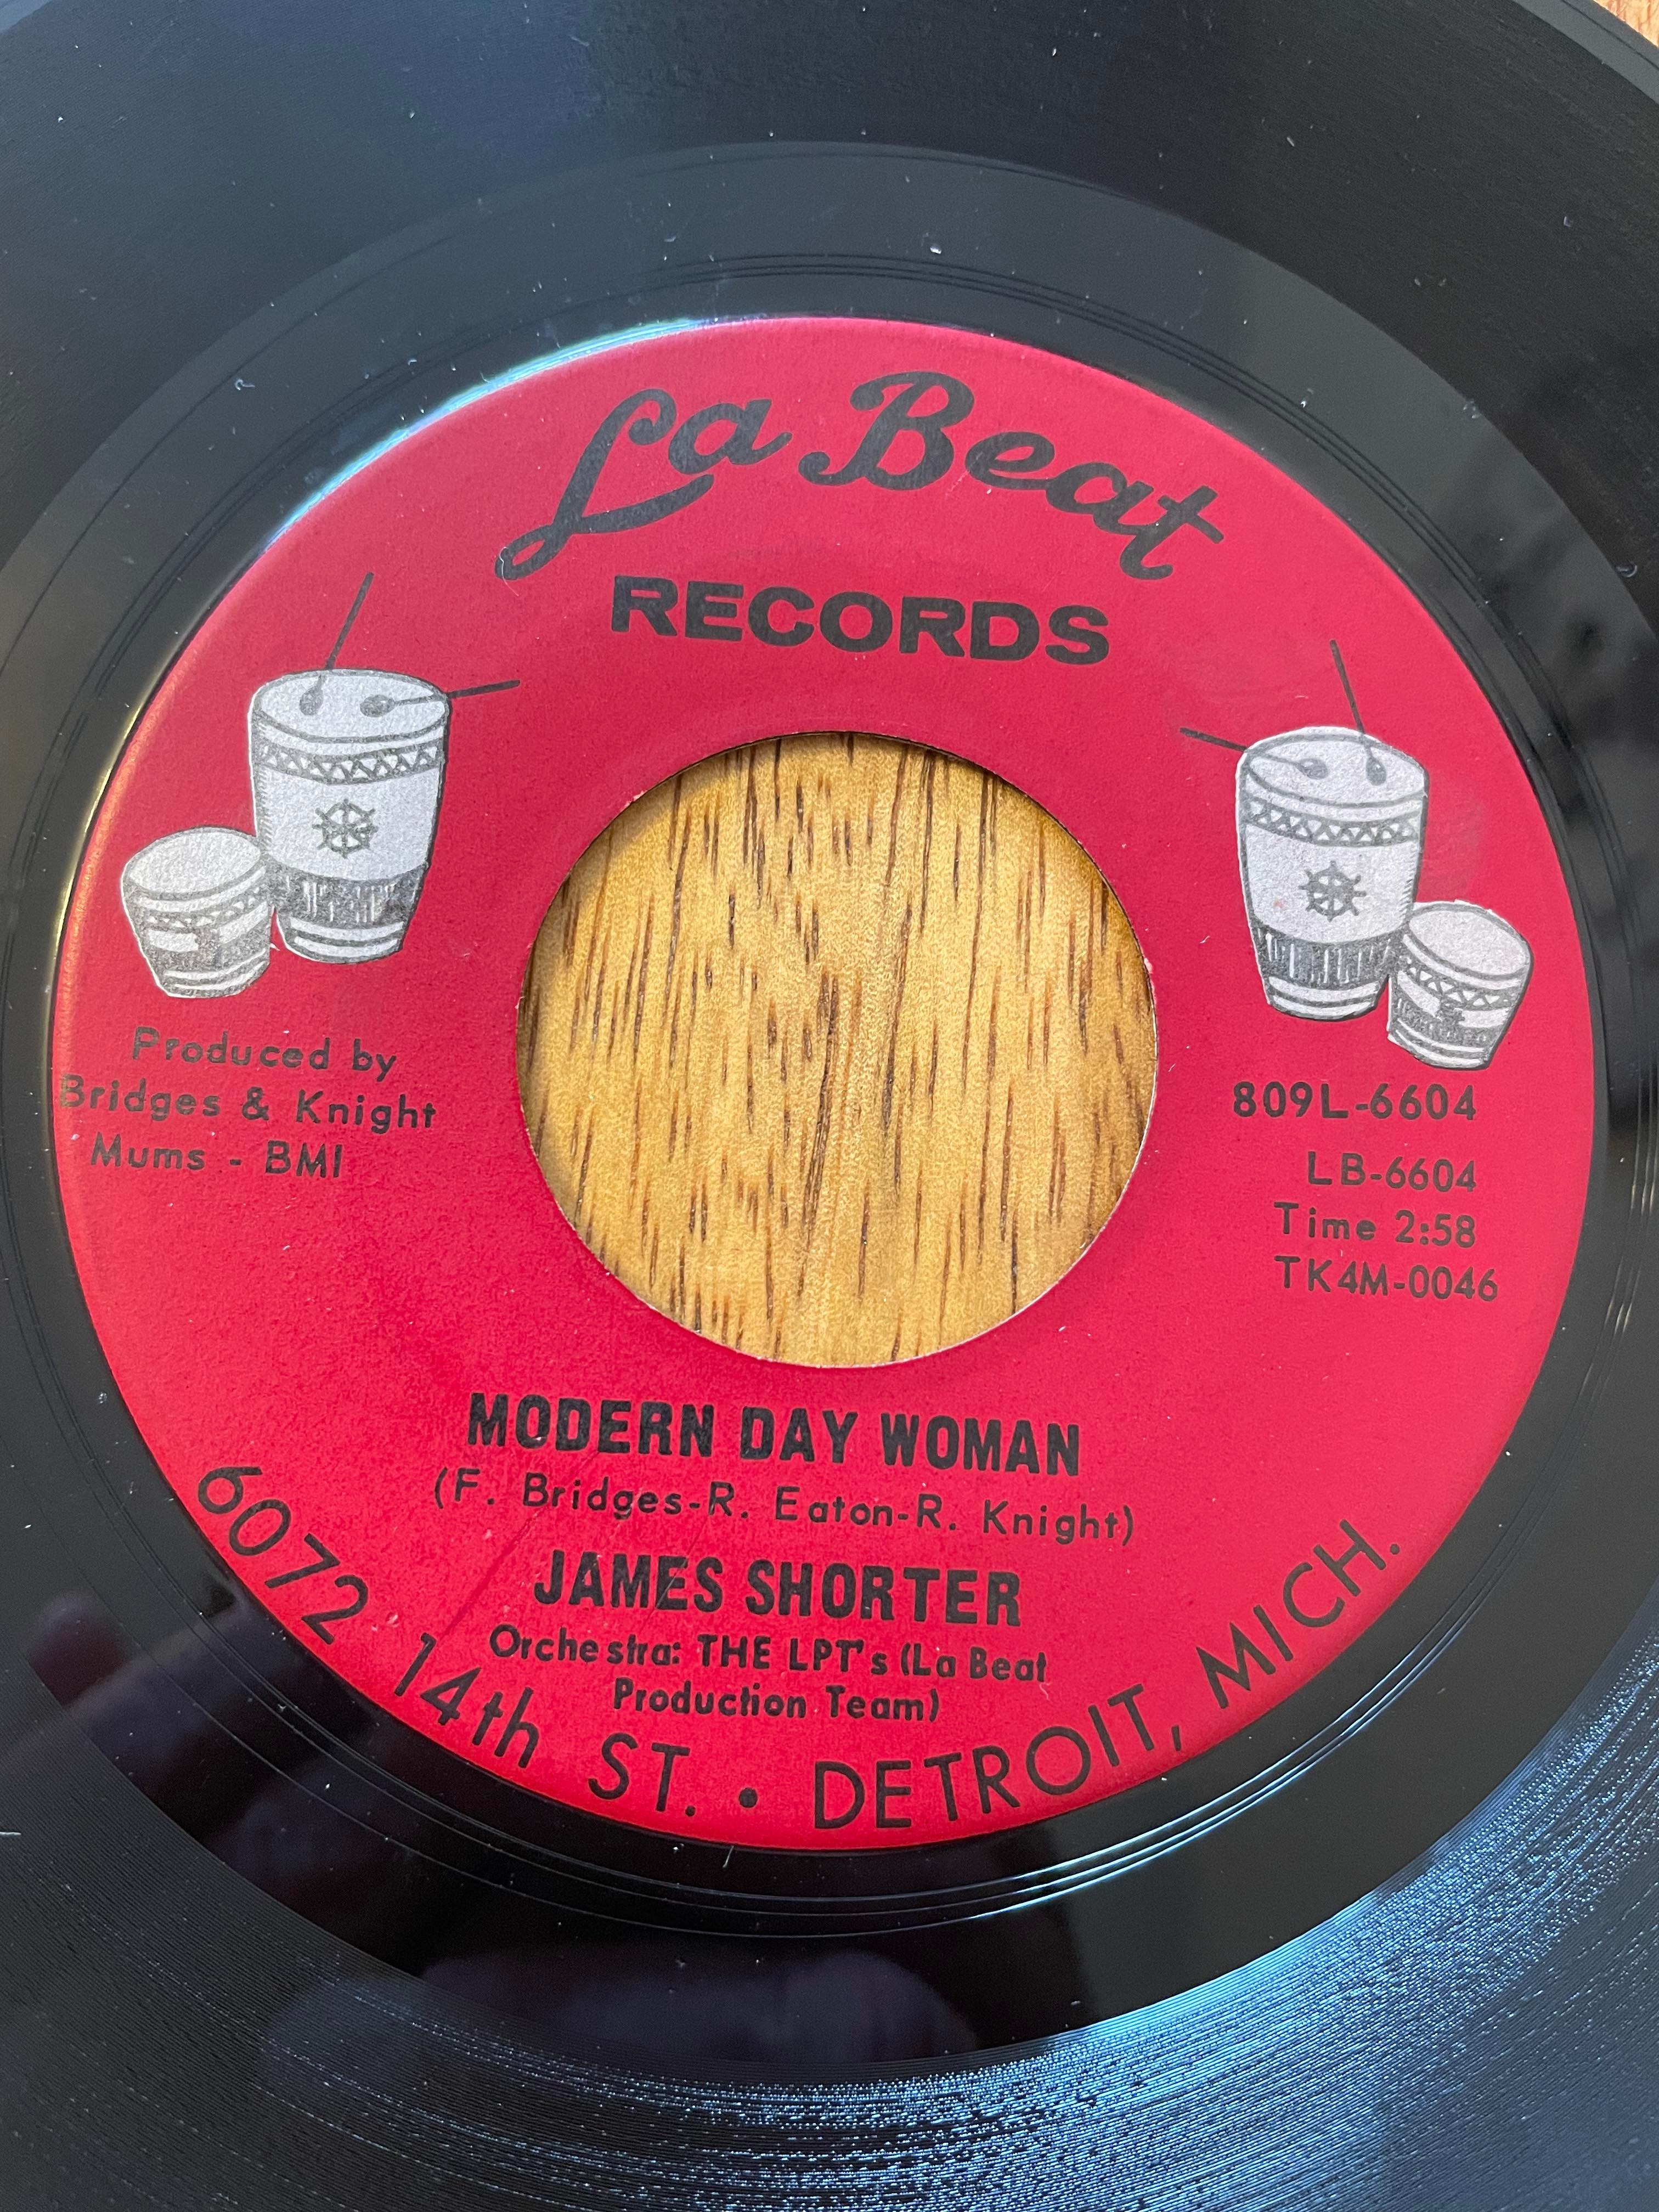 La Beat
RECORDS
Produced by
Bridges & Knight
Mums - BMI
809L-6604
LB-6604
Time 2:58
TK4M-0046
MODERN DAY WOMAN
(F. Bridges-R. Eaton-R. Knight)
JAMES SHORTER
Orchestra: THE LPT's (La Beat
Production Team)
6072 14th ST. • DETROIT, MICH.